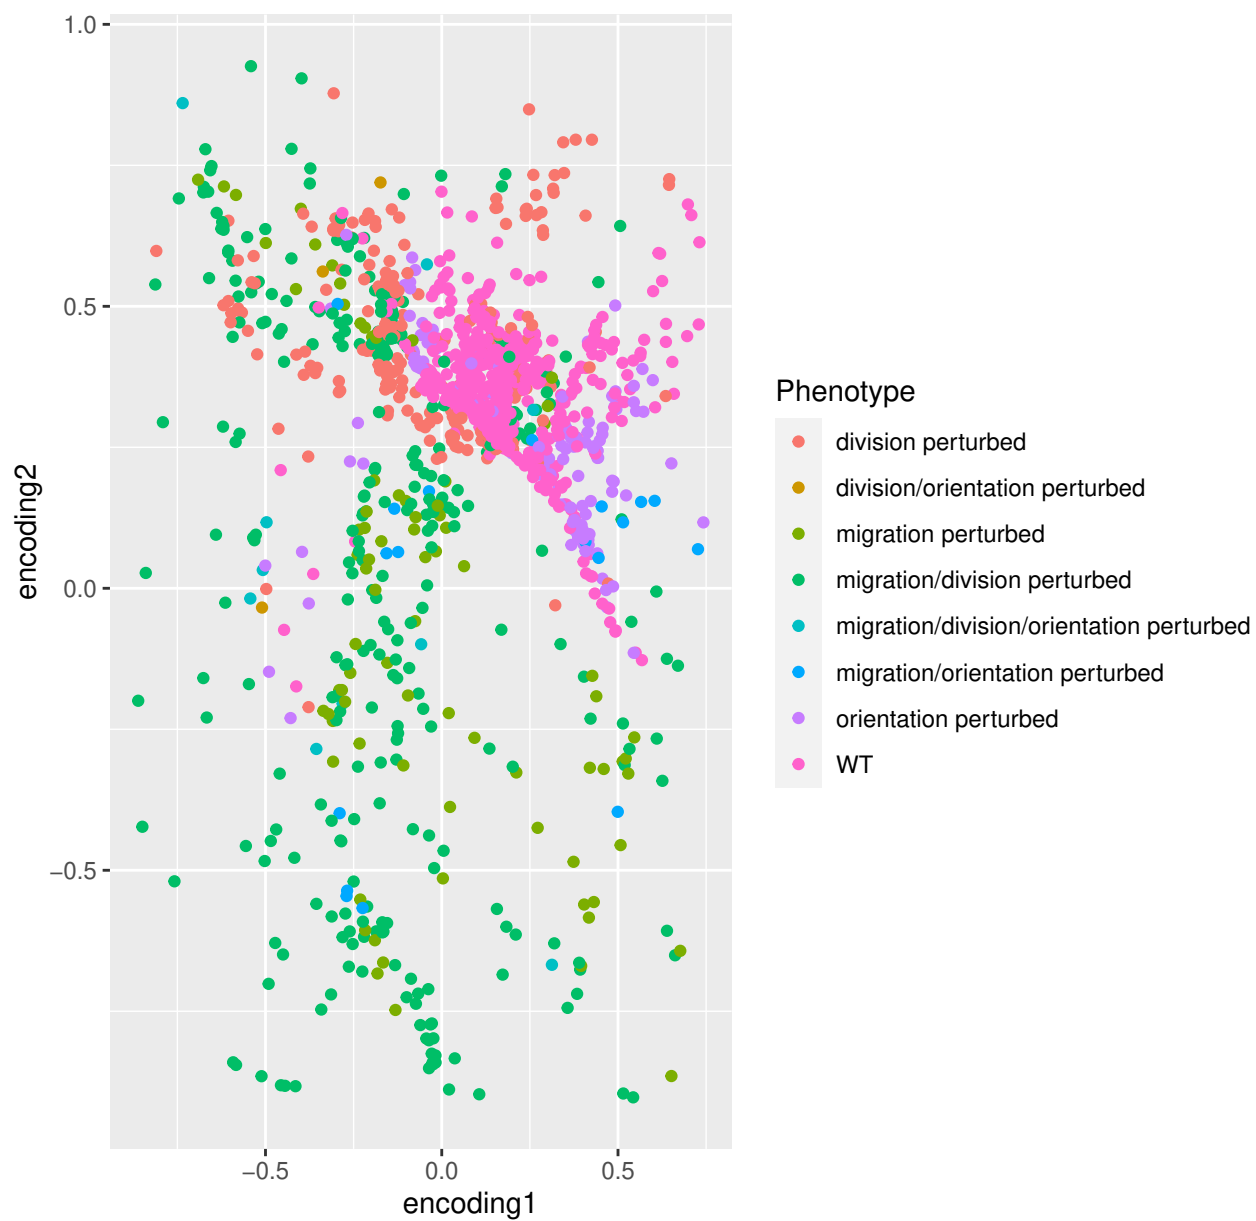 1.0
0.5
0.0
−0.5
encoding2
−0.5
0.0
0.5
encoding1
Phenotype
division perturbed
division/orientation perturbed
migration perturbed
migration/division perturbed
migration/division/orientation perturbed
migration/orientation perturbed
orientation perturbed
WT